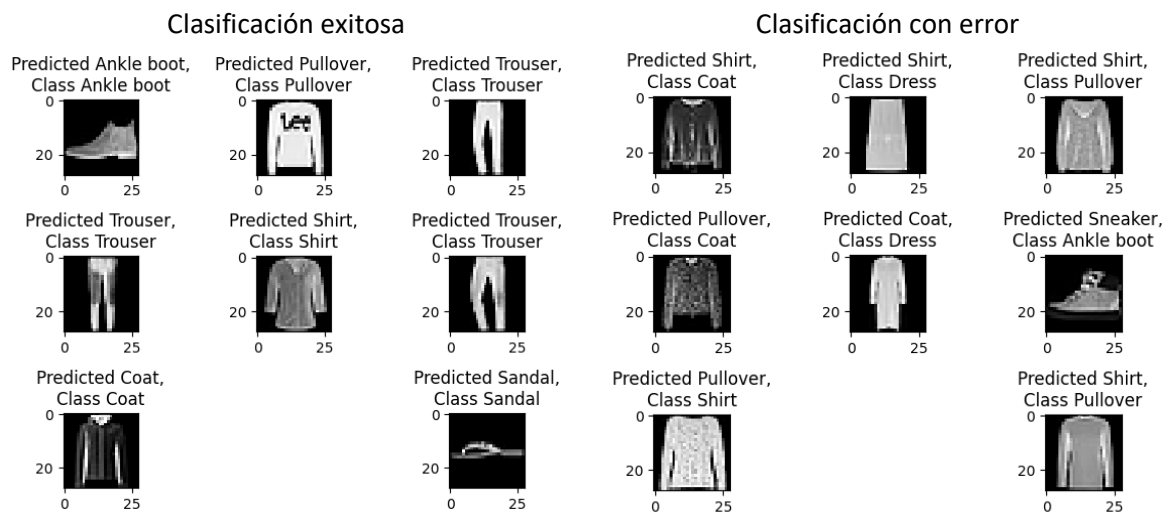 Clasificación exitosa
Predicted Ankle boot,
Class Ankle boot
0
20
0 25
Predicted Pullover,
Class Pullover
Lee
0
20
0 25
Predicted Trouser,
Class Trouser
0
20
0 25
Predicted Trouser,
Class Trouser
0
20
0 25
Predicted Shirt,
Class Shirt
0
20
0 25
Predicted Trouser,
Class Trouser
0
20
0 25
Predicted Coat,
Class Coat
0
20
0 25
Predicted Sandal,
Class Sandal
0
20
0 25
Clasificación con error
Predicted Shirt,
Class Coat
0
20
0 25
Predicted Shirt,
Class Dress
0
20
0 25
Predicted Shirt,
Class Pullover
0
20
0 25
Predicted Pullover,
Class Coat
0
20
0 25
Predicted Coat,
Class Dress
0
20
0 25
Predicted Sneaker,
Class Ankle boot
0
20
0 25
Predicted Pullover,
Class Shirt
0
20
0 25
Predicted Shirt,
Class Pullover
0
20
0 25